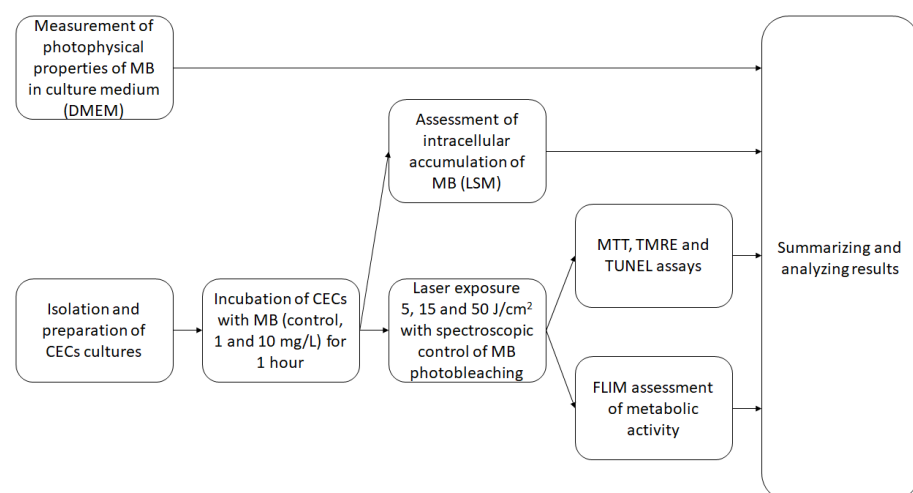 Measurement of
photophysical
properties of MB
in culture medium
(DMEM)
Assessment of
intracellular
accumulation of
MB (LSM)
MTT, TMRE and
TUNEL assays
Summarizing and
analyzing results
Isolation and
preparation of
CECs cultures
Incubation of CECs
with MB (control,
1 and 10 mg/L) for
1 hour
Laser exposure
5, 15 and 50 J/cm²
with spectroscopic
control of MB
photobleaching
FLIM assessment
of metabolic
activity